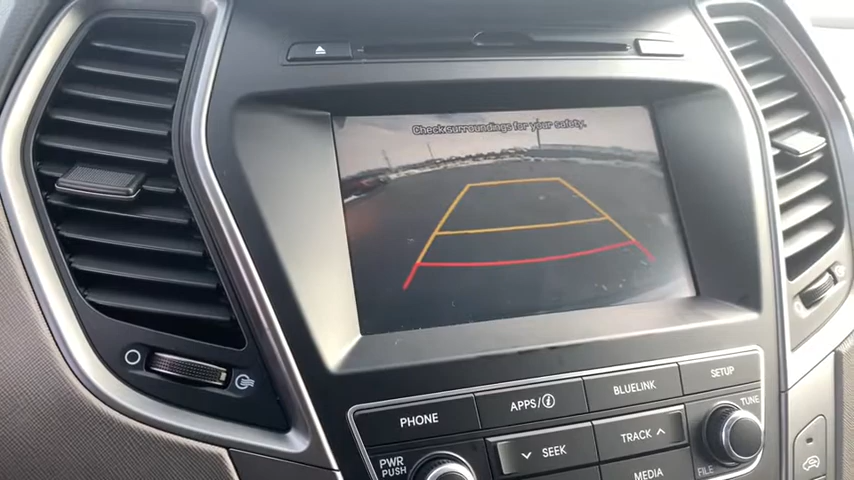 Check surroundings for your safety.
PHONE
APPS/i
BLUELINK
SETUP
PWR
PUSH
SEEK
TRACK
TUNE
FILE
MEDIA